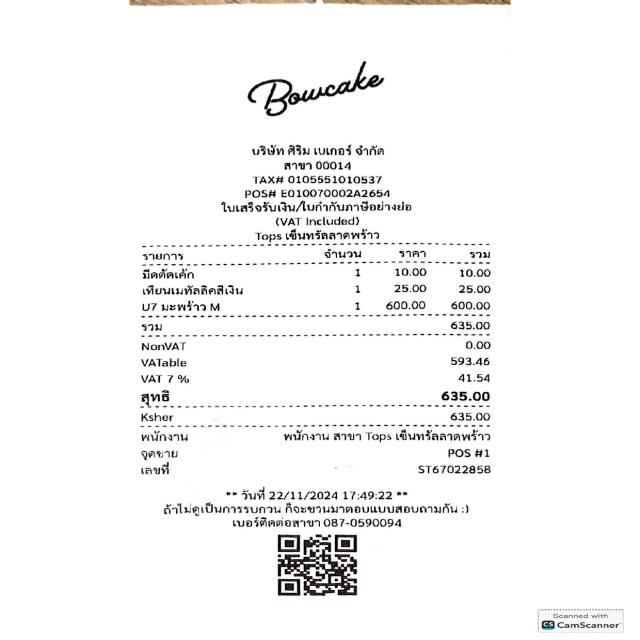 Bowcake
บริษัท ศิริม เบเกอร์ จำกัด
สาขา 00014
TAX# 0105551010537
POS# E010070002A2654
ใบเสร็จรับเงิน/ใบกำกับภาษีอย่างย่อ
(VAT Included)
Tops เซ็นทรัลลาดพร้าว
รายการ จำนวน ราคา รวม
มีดตัดเค้ก 1 10.00 10.00
เทียนเมทัลลิคสีเงิน 1 25.00 25.00
U7 มะพร้าว M 1 600.00 600.00
รวม 635.00
NonVAT 0.00
VATable 593.46
VAT 7 % 41.54
สุทธิ 635.00
Ksher 635.00
พนักงาน พนักงาน สาขา Tops เซ็นทรัลลาดพร้าว
จุดขาย POS #1
เลขที่ ST67022858
** วันที่ 22/11/2024 17:49:22 **
ถ้าไม่ดูเป็นการรบกวน ก็จะชวนมาตอบแบบสอบถามกัน :)
เบอร์ติดต่อสาขา 087-0590094
Scanned with
CS CamScanner